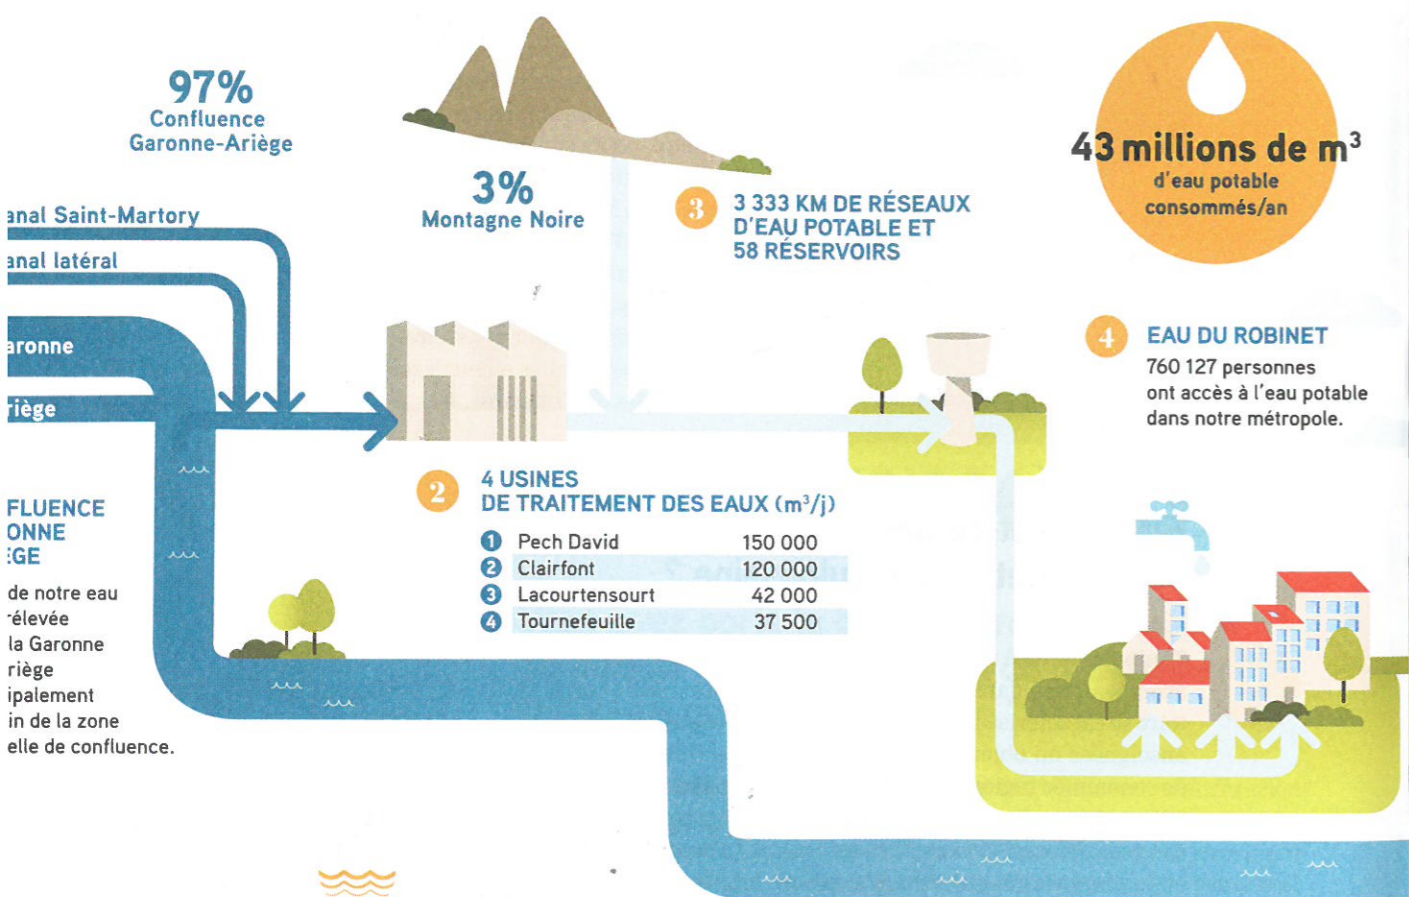 97%
Confluence
Garonne-Ariège
3%
Montagne Noire
3
3 333 KM DE RÉSEAUX
D'EAU POTABLE ET
58 RÉSERVOIRS
43 millions de m³
d'eau potable
consommés/an
anal Saint-Martory
anal latéral
aronne
riège
4
EAU DU ROBINET
760 127 personnes
ont accès à l'eau potable
dans notre métropole.
2
4 USINES
DE TRAITEMENT DES EAUX (m³/j)
1 Pech David 150 000
2 Clairfont 120 000
3 Lacourtensourt 42 000
4 Tournefeuille 37 500
FLUENCE
ONNE
ÈGE
de notre eau
rélevée
la Garonne
riège
ipalement
in de la zone
elle de confluence.